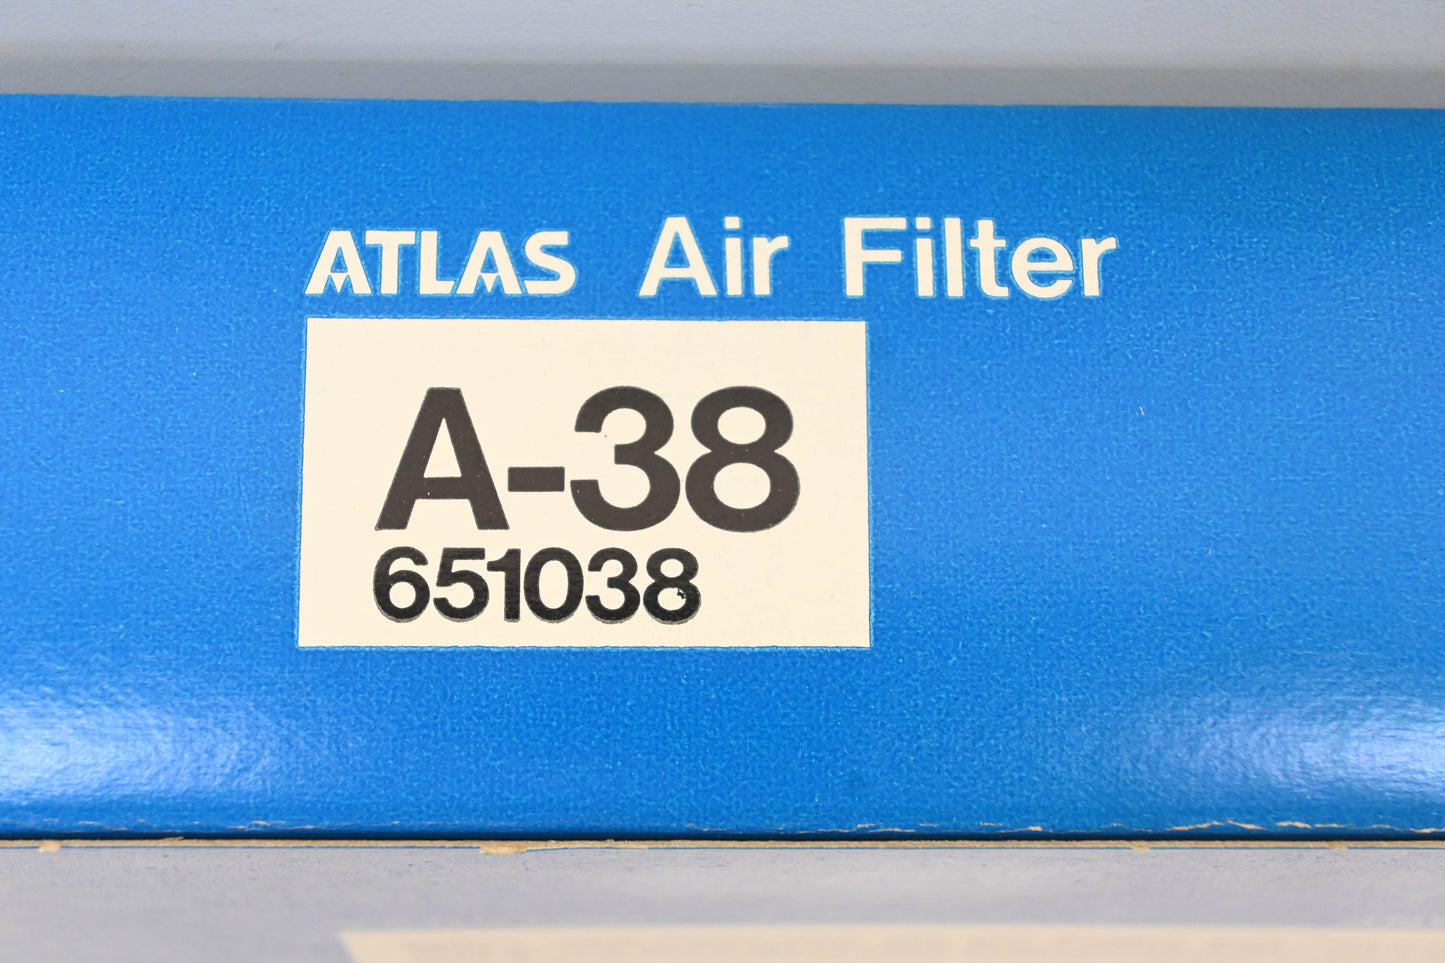 ATLAS Air Filter
A-38
651038